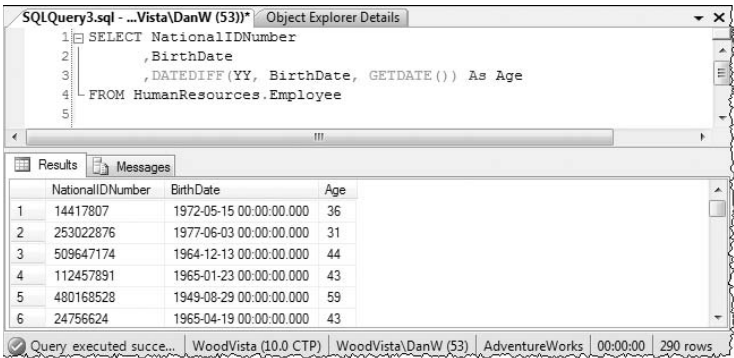 SQLQuery3.sql - ...Vista\DanW (53))* Object Explorer Details
1 SELECT NationalIDNumber
2 ,BirthDate
3 ,DATEDIFF(YY, BirthDate, GETDATE()) As Age
4 FROM HumanResources.Employee
5
Results Messages
NationalIDNumber BirthDate Age
1 14417807 1972-05-15 00:00:00.000 36
2 253022876 1977-06-03 00:00:00.000 31
3 509647174 1964-12-13 00:00:00.000 44
4 112457891 1965-01-23 00:00:00.000 43
5 480168528 1949-08-29 00:00:00.000 59
6 24756624 1965-04-19 00:00:00.000 43
Query executed succe... WoodVista (10.0 CTP) WoodVista\DanW (53) AdventureWorks 00:00:00 290 rows